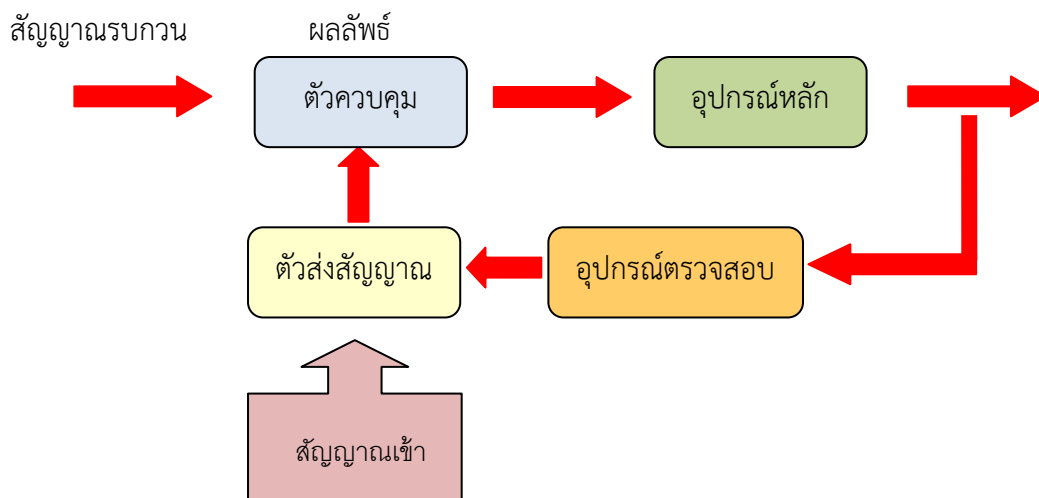 สัญญาณรบกวน ผลลัพธ์
ตัวควบคุม อุปกรณ์หลัก
ตัวส่งสัญญาณ อุปกรณ์ตรวจสอบ
สัญญาณเข้า